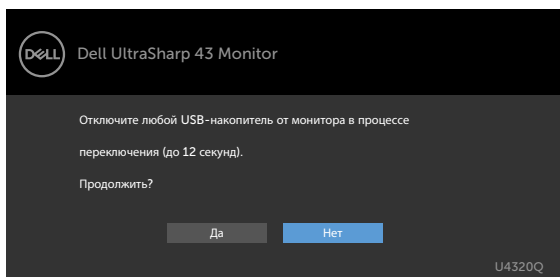 DELL
Dell UltraSharp 43 Monitor
Отключите любой USB-накопитель от монитора в процессе
переключения (до 12 секунд).
Продолжить?
Да
Нет
U4320Q